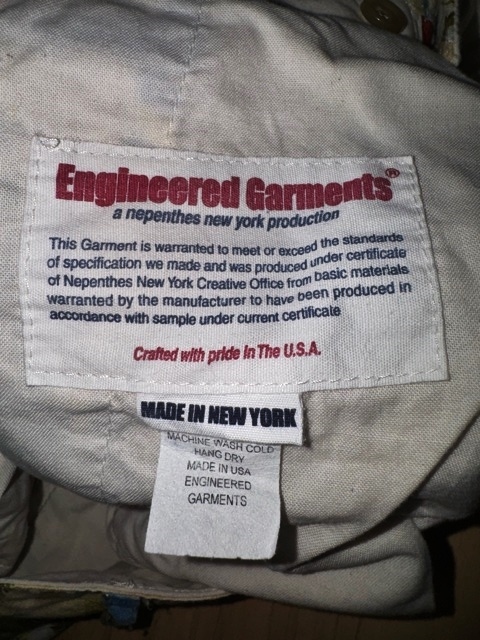 Engineered Garments®
a nepenthes new york production
This Garment is warranted to meet or exceed the standards
of specification we made and was produced under certificate
of Nepenthes New York Creative Office from basic materials
warranted by the manufacturer to have been produced in
accordance with sample under current certificate
Crafted with pride In The U.S.A.
MADE IN NEW YORK
MACHINE WASH COLD
HANG DRY
MADE IN USA
ENGINEERED
GARMENTS